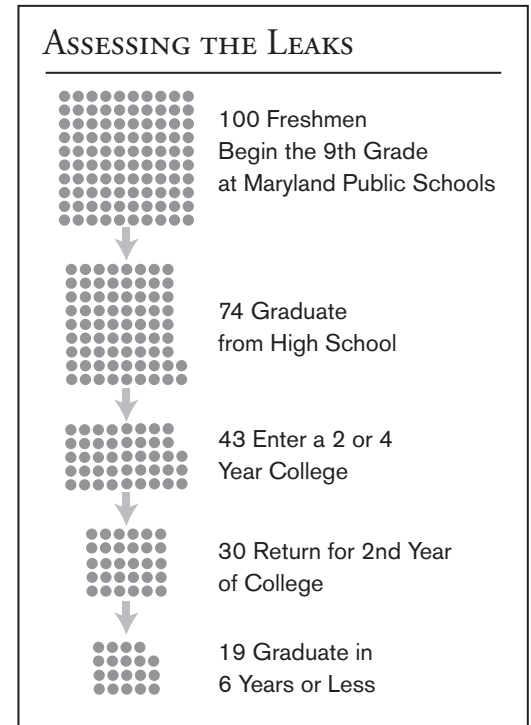 Assessing the Leaks
100 Freshmen
Begin the 9th Grade
at Maryland Public Schools
74 Graduate
from High School
43 Enter a 2 or 4
Year College
30 Return for 2nd Year
of College
19 Graduate in
6 Years or Less